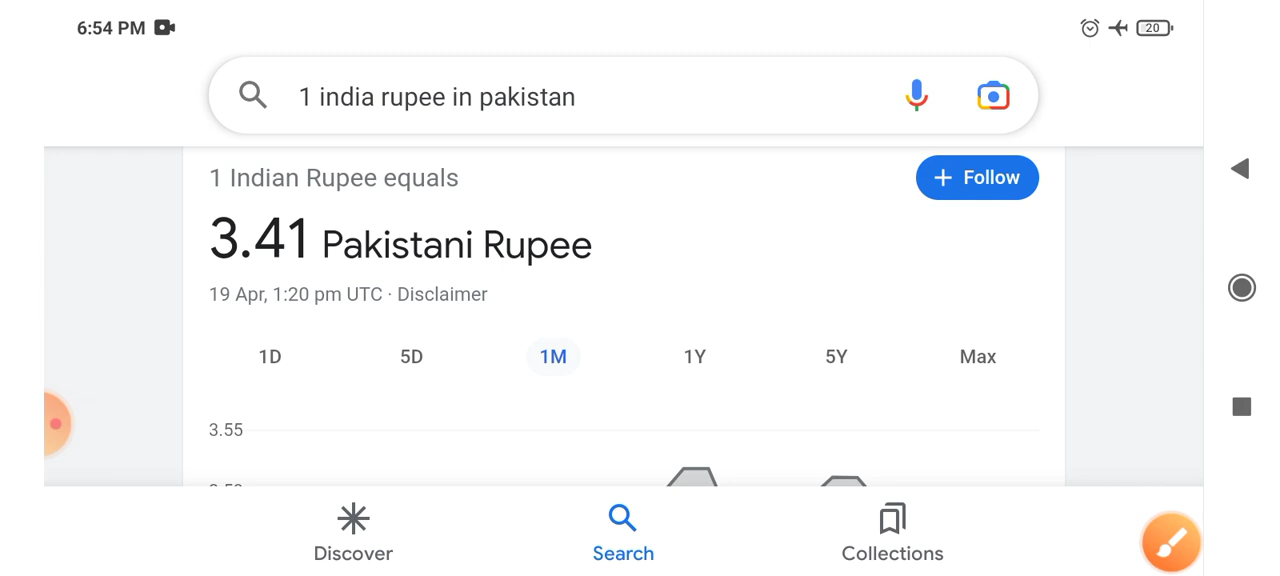 6:54 PM
20
1 india rupee in pakistan
1 Indian Rupee equals
+ Follow
3.41 Pakistani Rupee
19 Apr, 1:20 pm UTC · Disclaimer
1D 5D 1M 1Y 5Y Max
3.55
Discover Search Collections